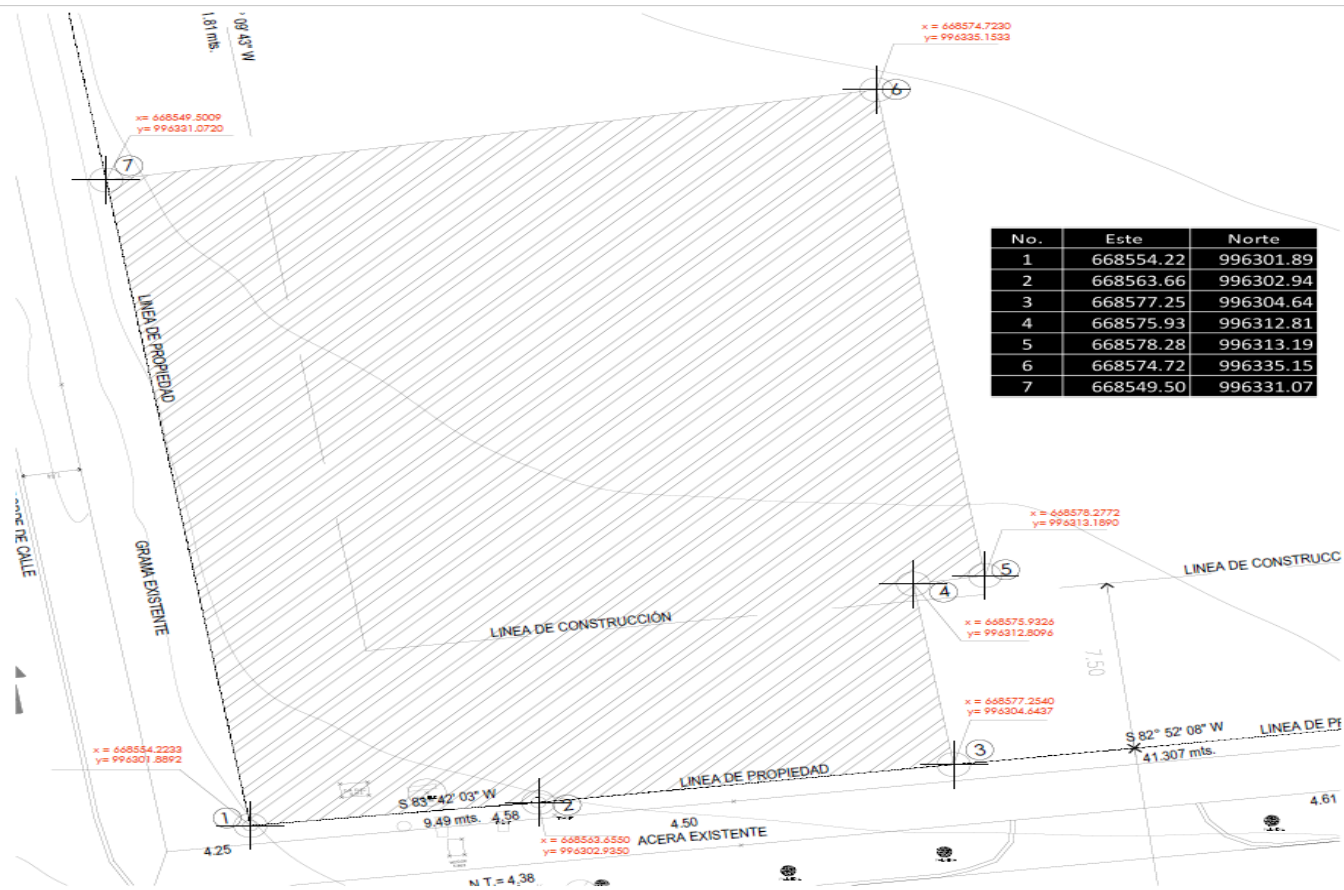 x = 668574.7230
y= 996335.1533
1.81 mts.
° 09' 43" W
x= 668549.5009
y= 996331.0720
7
6
No. Este Norte
1 668554.22 996301.89
2 668563.66 996302.94
3 668577.25 996304.64
4 668575.93 996312.81
5 668578.28 996313.19
6 668574.72 996335.15
7 668549.50 996331.07
LINEA DE PROPIEDAD
GRAMA EXISTENTE
DE CALLE
x = 668578.2772
y= 996313.1890
5
4
LINEA DE CONSTRUCC
LINEA DE CONSTRUCCIÓN
x = 668575.9326
y= 996312.8096
7.50
x = 668577.2540
y= 996304.6437
3
S 82° 52' 08" W
41.307 mts.
LINEA DE P
x = 668554.2233
y= 996301.8892
1
LINEA DE PROPIEDAD
S 83° 42' 03" W
9.49 mts.
4.58
2
4.50
4.61
ACERA EXISTENTE
x = 668563.6550
y= 996302.9350
4.25
N.T.= 4.38